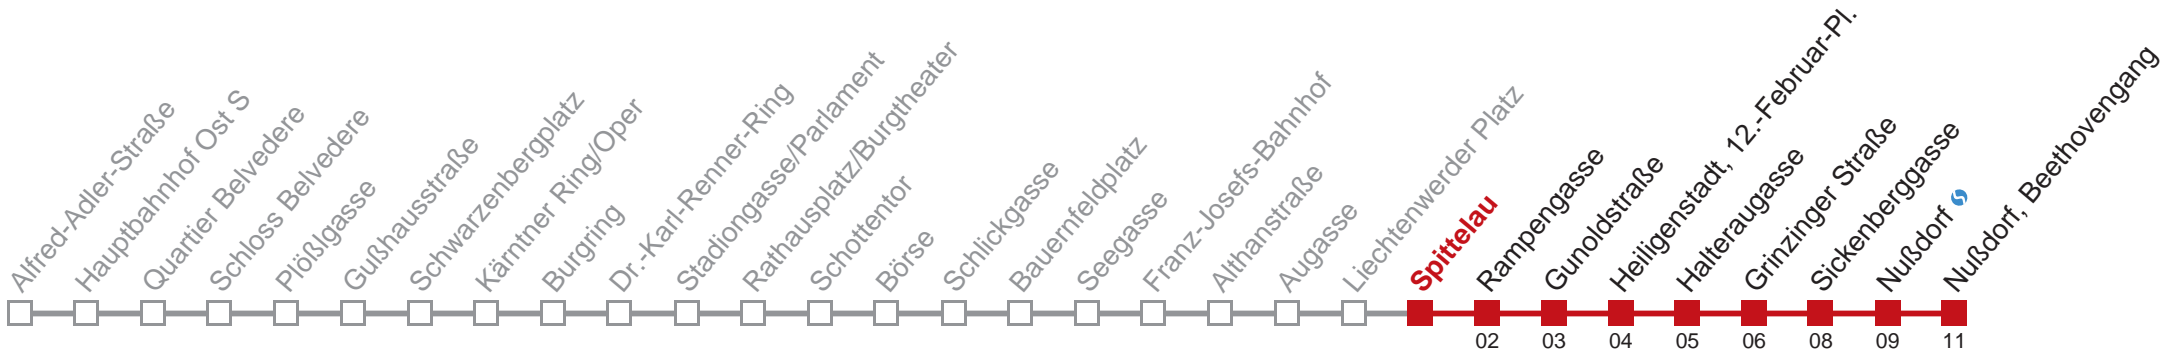 Alfred-Adler-Straße
Hauptbahnhof Ost S
Quartier Belvedere
Schloss Belvedere
Plößlgasse
Gußhausstraße
Schwarzenbergplatz
Kärntner Ring/Oper
Burgring
Dr.-Karl-Renner-Ring
Stadiongasse/Parlament
Rathausplatz/Burgtheater
Schottentor
Börse
Schlickgasse
Bauernfeldplatz
Seegasse
Franz-Josefs-Bahnhof
Althanstraße
Augasse
Liechtenwerder Platz
Spittelau
Rampengasse
Gunoldstraße
Heiligenstadt, 12.-Februar-Pl.
Halteraugasse
Grinzinger Straße
Sickenberggasse
Nußdorf
Nußdorf, Beethovengang
02 03 04 05 06 08 09 11